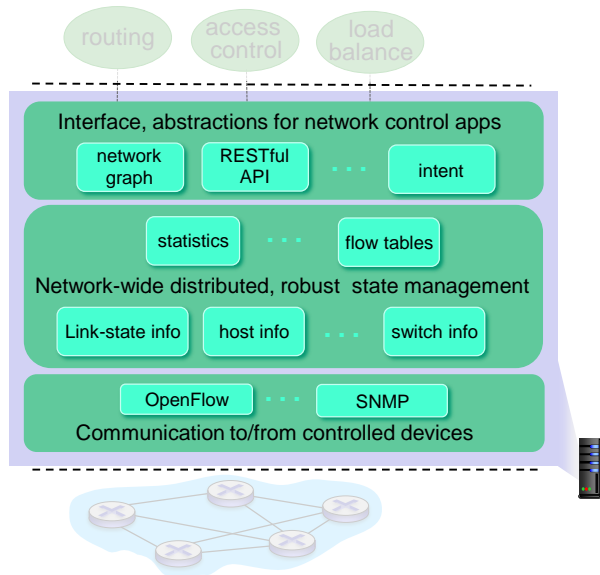 routing
access
control
load
balance
Interface, abstractions for network control apps
network
graph
RESTful
API
intent
statistics
flow tables
Network-wide distributed, robust state management
Link-state info
host info
switch info
OpenFlow
SNMP
Communication to/from controlled devices